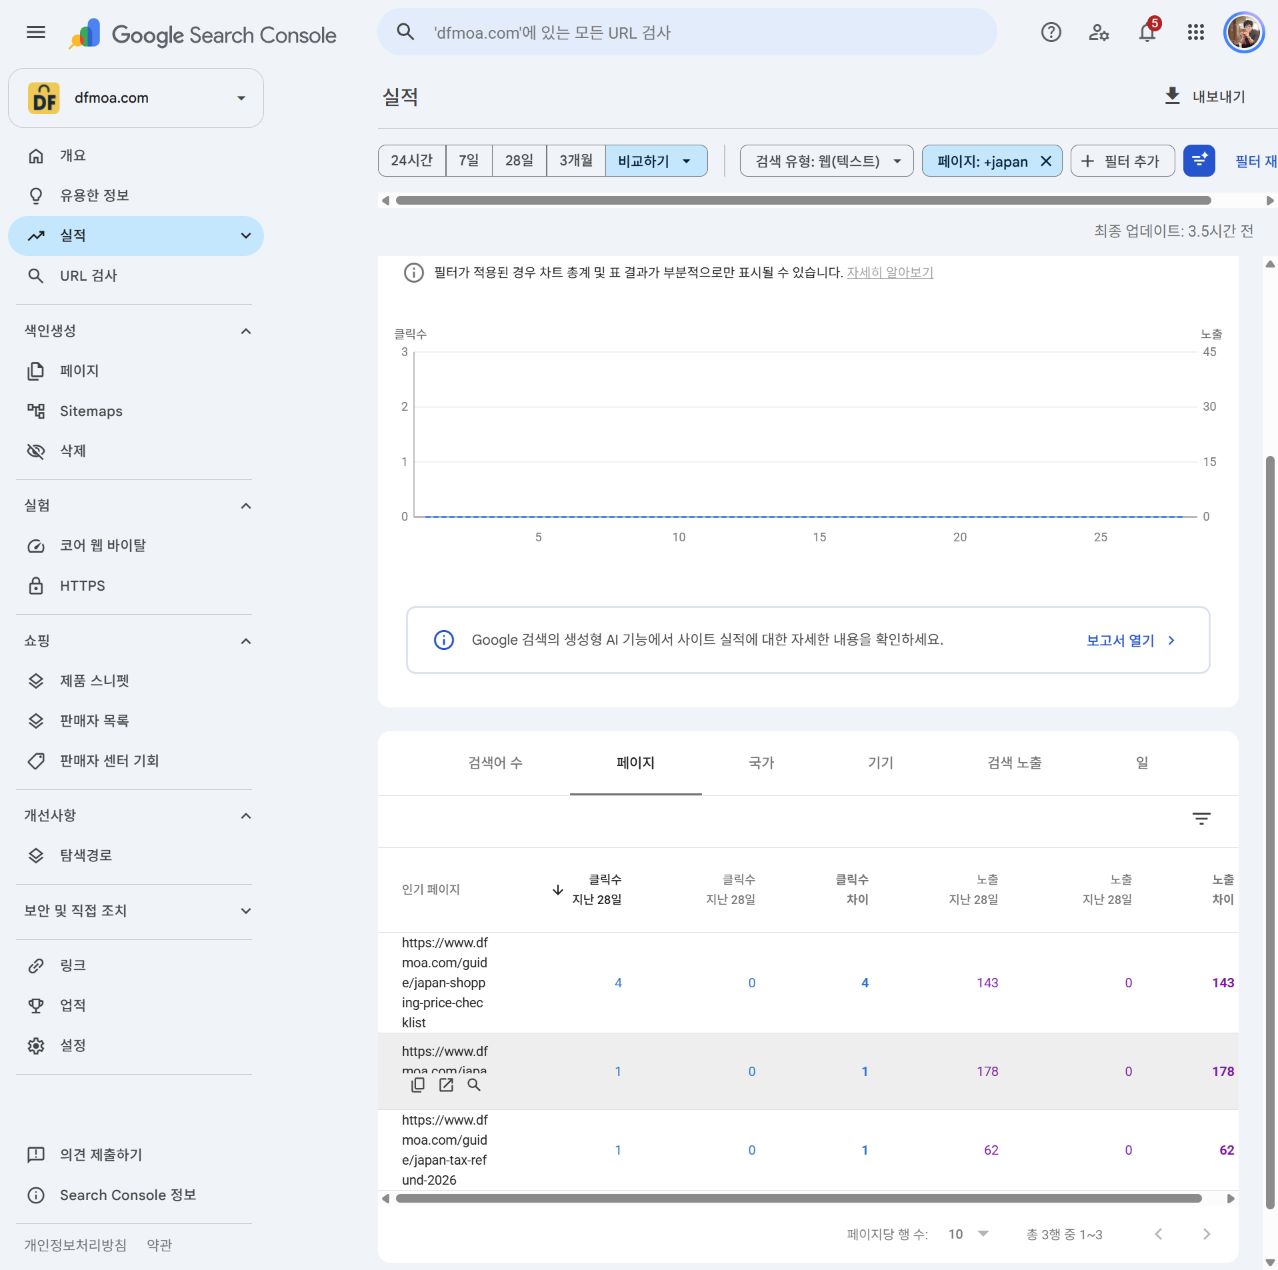 Google Search Console
'dfmoa.com'에 있는 모든 URL 검사
5
DF
dfmoa.com
실적
내보내기
개요
유용한 정보
실적
URL 검사
색인생성
페이지
Sitemaps
삭제
실험
코어 웹 바이탈
HTTPS
쇼핑
제품 스니펫
판매자 목록
판매자 센터 기회
개선사항
탐색경로
보안 및 직접 조치
링크
업적
설정
의견 제출하기
Search Console 정보
개인정보처리방침 약관
24시간 7일 28일 3개월 비교하기 검색 유형: 웹(텍스트) 페이지: +japan 필터 추가 필터 재
최종 업데이트: 3.5시간 전
필터가 적용된 경우 차트 총계 및 표 결과가 부분적으로만 표시될 수 있습니다. 자세히 알아보기
클릭수 노출
3 45
2 30
1 15
0 0
5 10 15 20 25
Google 검색의 생성형 AI 기능에서 사이트 실적에 대한 자세한 내용을 확인하세요. 보고서 열기
검색어 수 페이지 국가 기기 검색 노출 일
인기 페이지
클릭수 클릭수 클릭수 노출 노출 노출
지난 28일 지난 28일 차이 지난 28일 지난 28일 차이
https://www.df
moa.com/guid
e/japan-shopp
ing-price-chec
klist
4 0 4 143 0 143
https://www.df
moa.com/japa
1 0 1 178 0 178
https://www.df
moa.com/guid
e/japan-tax-ref
und-2026
1 0 1 62 0 62
페이지당 행 수: 10 총 3행 중 1~3